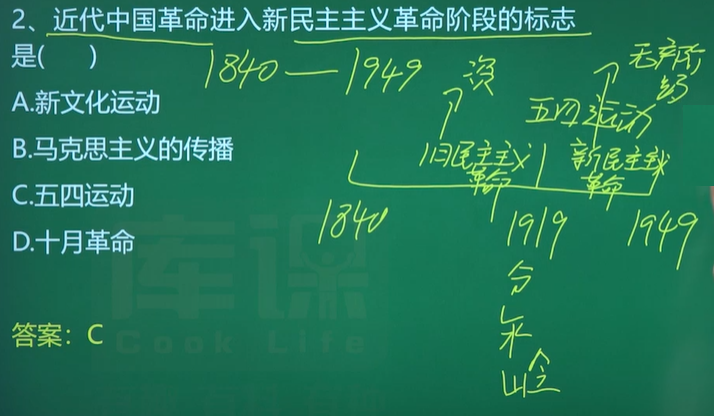 2、近代中国革命进入新民主主义革命阶段的标志
是(    )
1840—1949
资
无产阶
级
A.新文化运动
五四运动
B.马克思主义的传播
旧民主主义
革命
新民主主义
革命
C.五四运动
1840
1919
1949
D.十月革命
分
水
岭
库课
Cook Life
答案：C